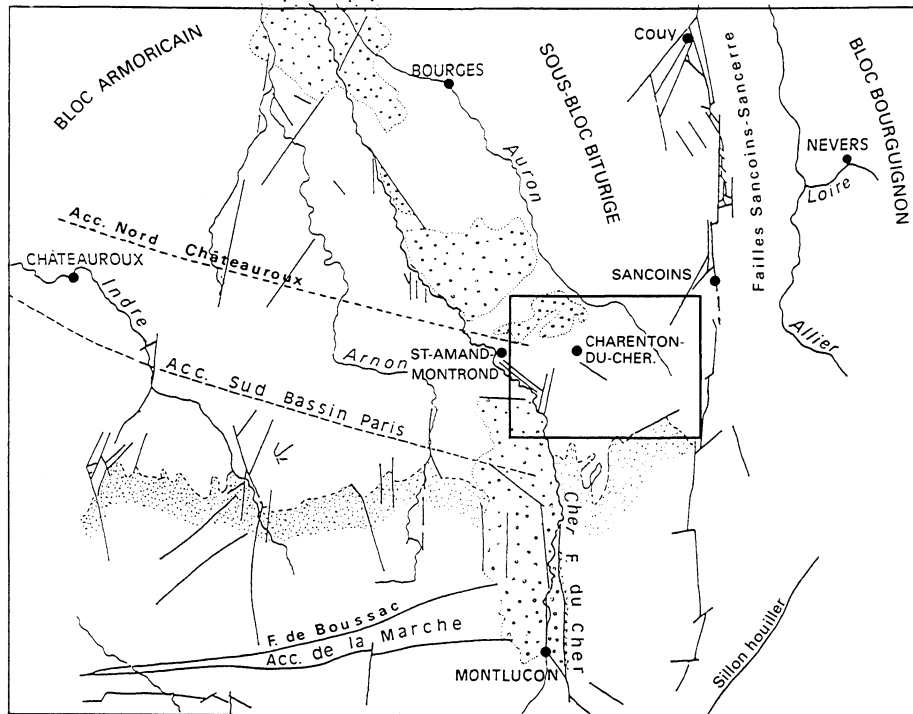 BLOC ARMORICAIN
BOURGES
SOUS-BLOC BITURIGE
Couy
Failles Sancoins-Sancerre
BLOC BOURGUIGNON
NEVERS
Loire
Auron
Acc. Nord Châteauroux
CHÂTEAUROUX
Indre
SANCOINS
Allier
ST-AMAND-
MONTROND
CHARENTON-
DU-CHER.
Arnon
Acc. Sud Bassin Paris
Cher
F. du Cher
F. de Boussac
Acc. de la Marche
MONTLUCON
Sillon houiller